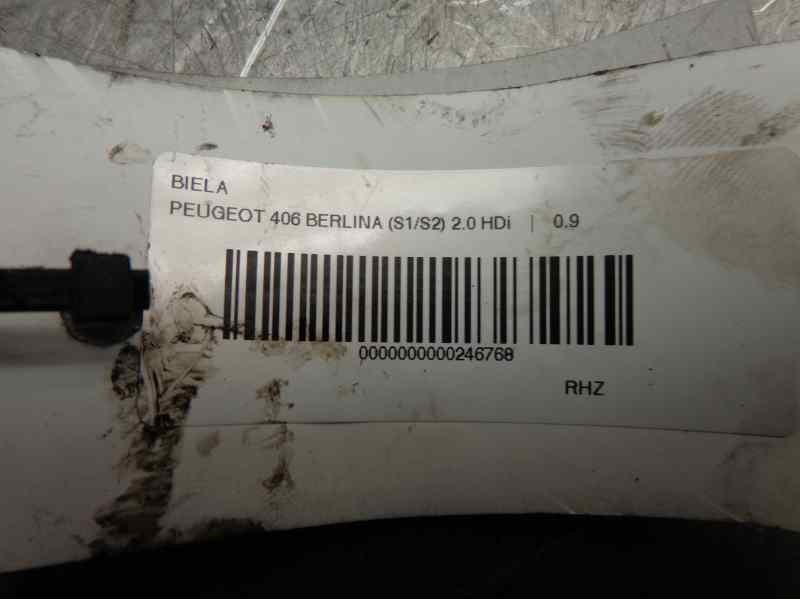 BIELA
PEUGEOT 406 BERLINA (S1/S2) 2.0 HDi | 0.9
0000000000246768
RHZ